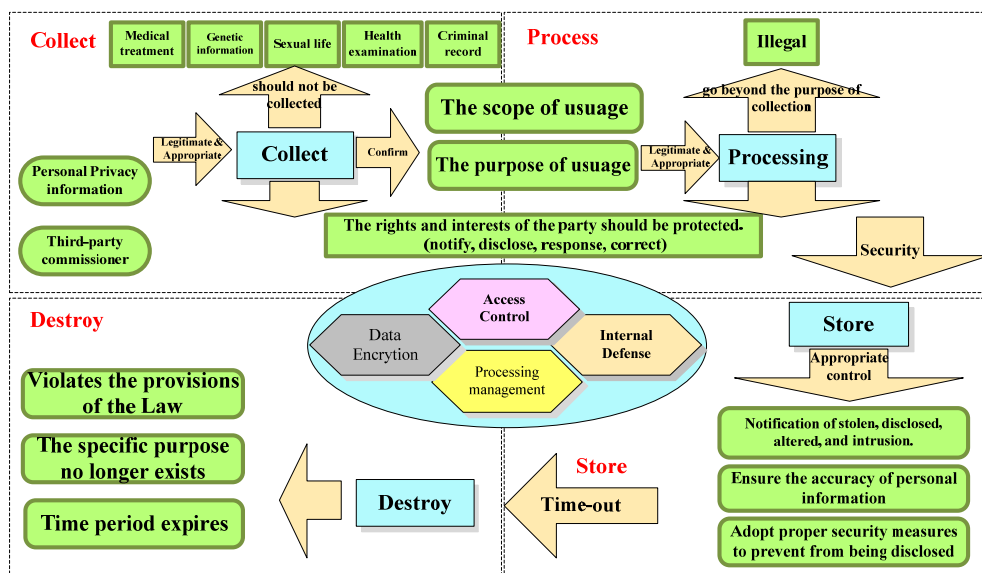 Collect
Medical
treatment
Genetic
information
Sexual life
Health
examination
Criminal
record
should not be
collected
Legitimate &
Appropriate
Collect
Confirm
Personal Privacy
information
Third-party
commissioner
The scope of usuage
The purpose of usuage
Process
Illegal
go beyond the purpose of
collection
Legitimate &
Appropriate
Processing
The rights and interests of the party should be protected.
(notify, disclose, response, correct)
Security
Access
Control
Data
Encrytion
Internal
Defense
Processing
management
Store
Appropriate
control
Notification of stolen, disclosed,
altered, and intrusion.
Ensure the accuracy of personal
information
Adopt proper security measures
to prevent from being disclosed
Store
Time-out
Destroy
Destroy
Violates the provisions
of the Law
The specific purpose
no longer exists
Time period expires